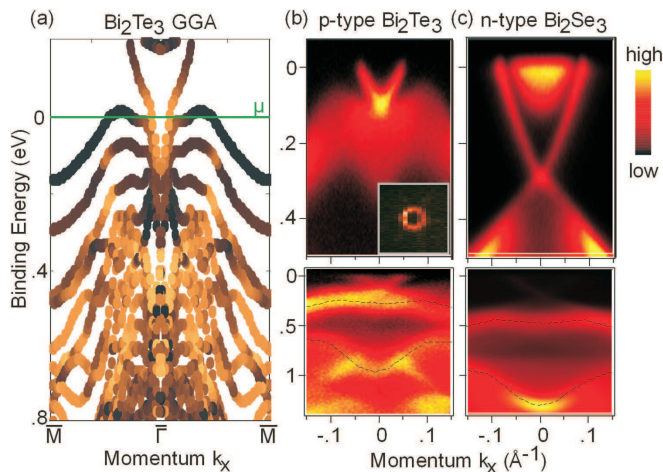 (a) Bi₂Te₃ GGA
(b) p-type Bi₂Te₃
(c) n-type Bi₂Se₃
high
low
μ
Binding Energy (eV)
0
.4
.8
M̅ Γ̅ M̅
Momentum kₓ
0
.2
.4
0
.5
1
-.1 0 .1
-.1 0 .1
Momentum kₓ (Å⁻¹)